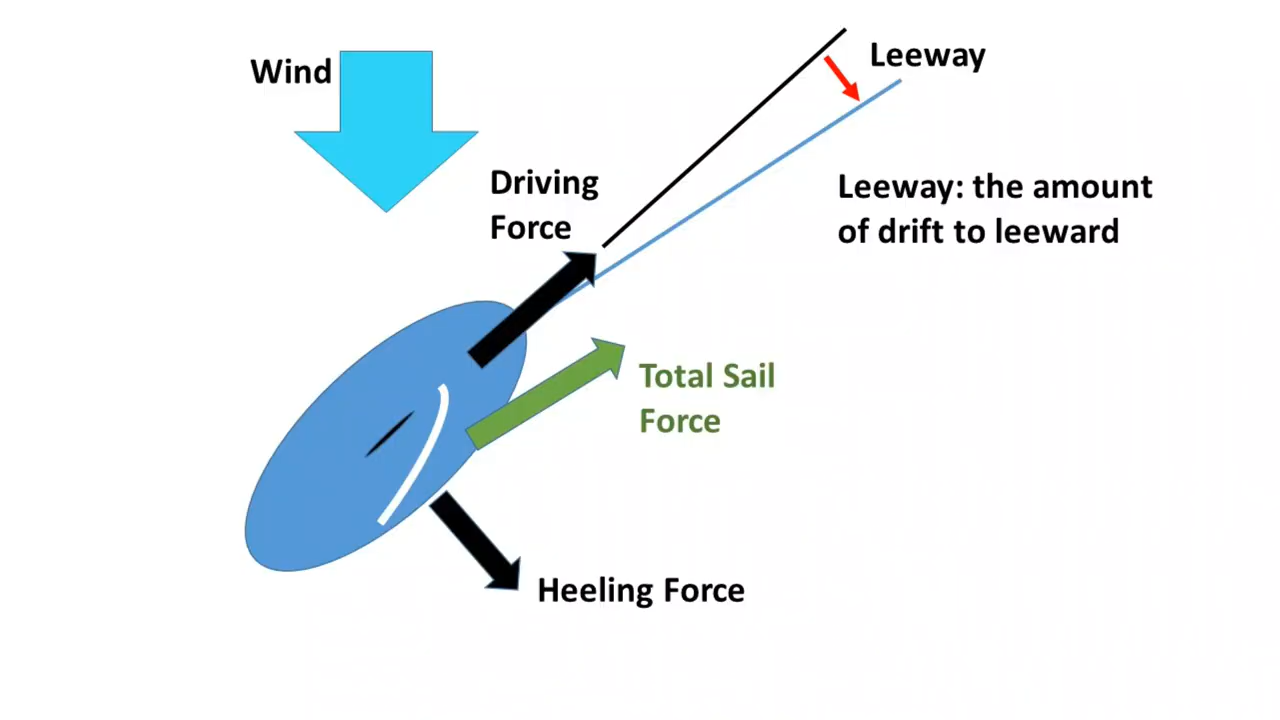 Wind
Leeway
Driving
Force
Leeway: the amount
of drift to leeward
Total Sail
Force
Heeling Force